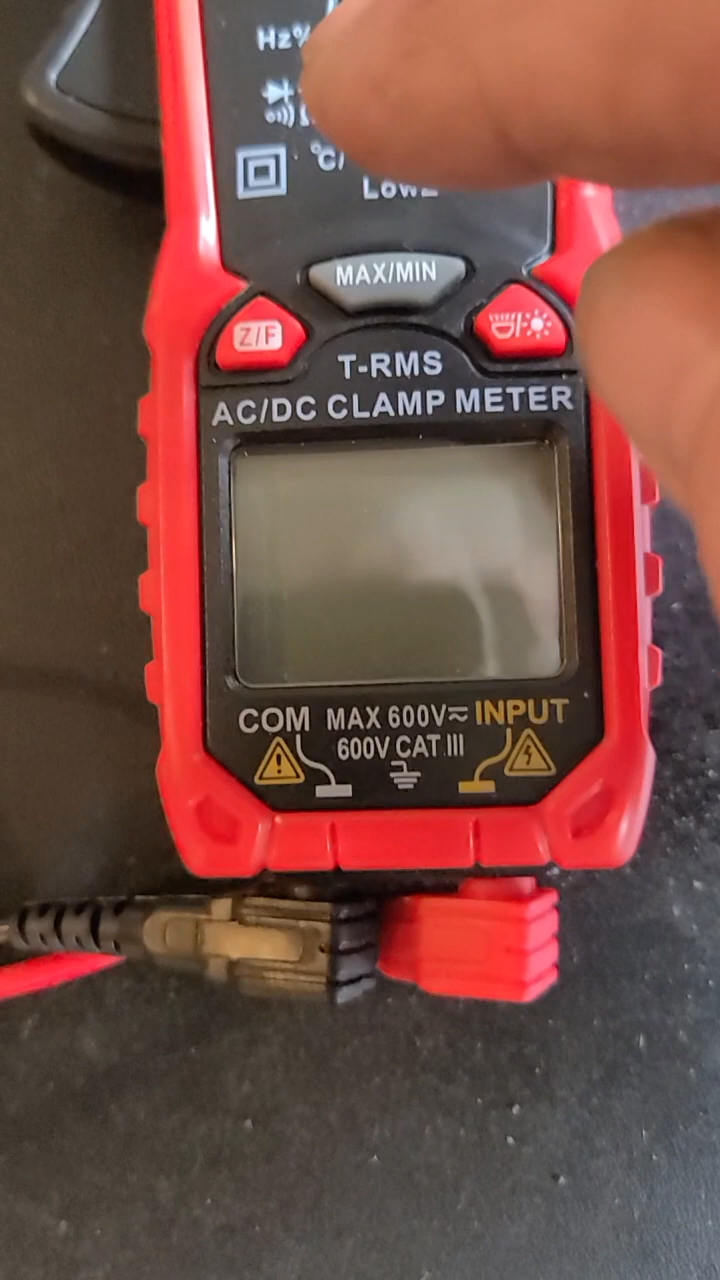 Hz%
°C/
LowZ
MAX/MIN
Z/F
T-RMS
AC/DC CLAMP METER
COM MAX 600V≂ INPUT
600V CAT III